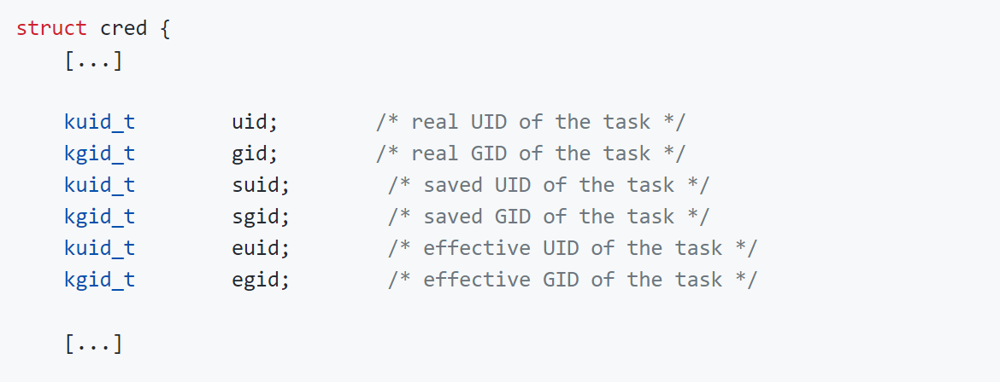 struct cred {
    [...]

    kuid_t        uid;        /* real UID of the task */
    kgid_t        gid;        /* real GID of the task */
    kuid_t        suid;        /* saved UID of the task */
    kgid_t        sgid;        /* saved GID of the task */
    kuid_t        euid;        /* effective UID of the task */
    kgid_t        egid;        /* effective GID of the task */

    [...]